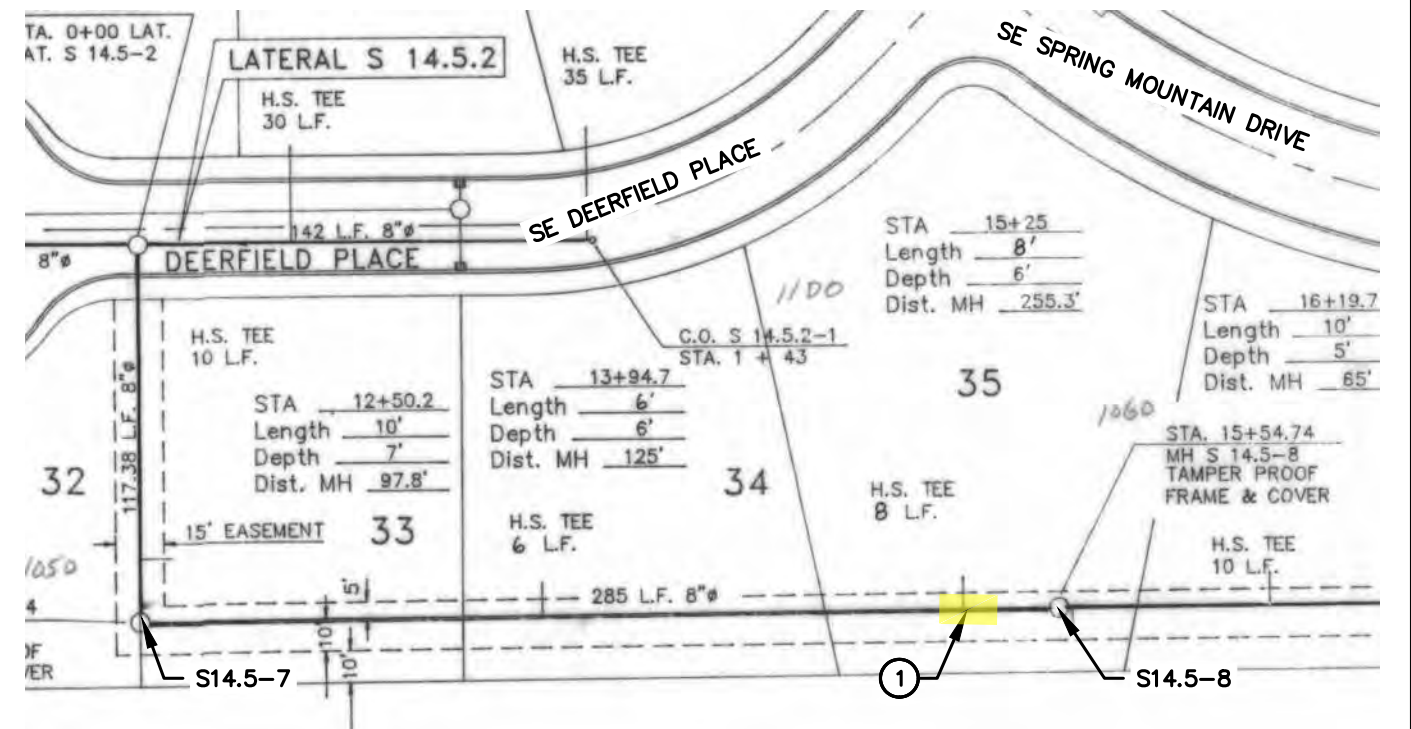 TA. 0+00 LAT.
AT. S 14.5-2
LATERAL S 14.5.2
H.S. TEE
30 L.F.
H.S. TEE
35 L.F.
SE SPRING MOUNTAIN DRIVE
SE DEERFIELD PLACE
142 L.F. 8"ø
8"ø
DEERFIELD PLACE
STA 15+25
Length 8'
Depth 6'
Dist. MH 255.3'
1100
C.O. S 14.5.2-1
STA. 1 + 43
STA 16+19.7
Length 10'
Depth 5'
Dist. MH 65'
H.S. TEE
10 L.F.
117.38 L.F. 8"ø
STA 12+50.2
Length 10'
Depth 7'
Dist. MH 97.8'
STA 13+94.7
Length 6'
Depth 6'
Dist. MH 125'
35
1060
STA. 15+54.74
MH S 14.5-8
TAMPER PROOF
FRAME & COVER
32
33
34
15' EASEMENT
H.S. TEE
6 L.F.
H.S. TEE
8 L.F.
H.S. TEE
10 L.F.
1050
4
OF
VER
5'
10'
10'
285 L.F. 8"ø
S14.5-7
1
S14.5-8